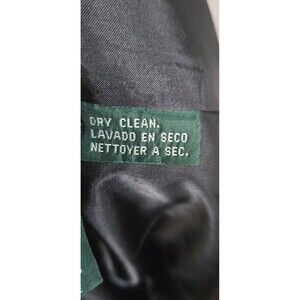 DRY CLEAN.
LAVADO EN SECO
NETTOYER A SEC.